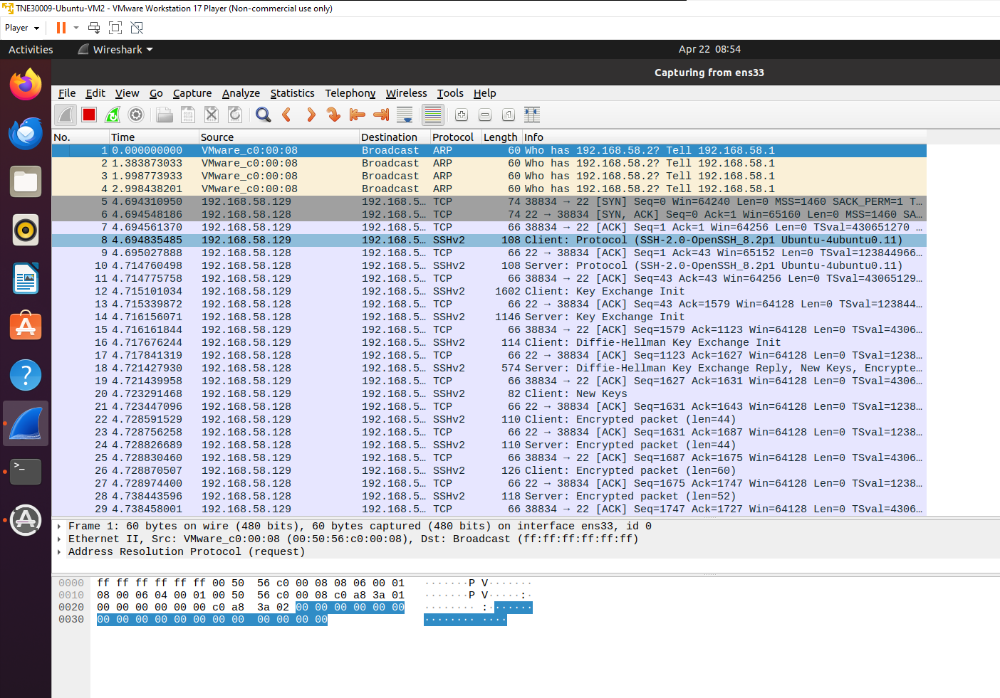 TNE30009-Ubuntu-VM2 - VMware Workstation 17 Player (Non-commercial use only)
Player
Activities Wireshark Apr 22 08:54
Capturing from ens33
File Edit View Go Capture Analyze Statistics Telephony Wireless Tools Help
No. Time Source Destination Protocol Length Info
1 0.000000000 VMware_c0:00:08 Broadcast ARP 60 Who has 192.168.58.2? Tell 192.168.58.1
2 1.383873033 VMware_c0:00:08 Broadcast ARP 60 Who has 192.168.58.2? Tell 192.168.58.1
3 1.998773933 VMware_c0:00:08 Broadcast ARP 60 Who has 192.168.58.2? Tell 192.168.58.1
4 2.998438201 VMware_c0:00:08 Broadcast ARP 60 Who has 192.168.58.2? Tell 192.168.58.1
5 4.694310950 192.168.58.129 192.168.5… TCP 74 38834 → 22 [SYN] Seq=0 Win=64240 Len=0 MSS=1460 SACK_PERM=1 T…
6 4.694548186 192.168.58.128 192.168.5… TCP 74 22 → 38834 [SYN, ACK] Seq=0 Ack=1 Win=65160 Len=0 MSS=1460 SA…
7 4.694561370 192.168.58.129 192.168.5… TCP 66 38834 → 22 [ACK] Seq=1 Ack=1 Win=64256 Len=0 TSval=430651270 …
8 4.694835485 192.168.58.129 192.168.5… SSHv2 108 Client: Protocol (SSH-2.0-OpenSSH_8.2p1 Ubuntu-4ubuntu0.11)
9 4.695027888 192.168.58.128 192.168.5… TCP 66 22 → 38834 [ACK] Seq=1 Ack=43 Win=65152 Len=0 TSval=123844966…
10 4.714760498 192.168.58.128 192.168.5… SSHv2 108 Server: Protocol (SSH-2.0-OpenSSH_8.2p1 Ubuntu-4ubuntu0.11)
11 4.714775758 192.168.58.129 192.168.5… TCP 66 38834 → 22 [ACK] Seq=43 Ack=43 Win=64256 Len=0 TSval=43065129…
12 4.715101034 192.168.58.129 192.168.5… SSHv2 1602 Client: Key Exchange Init
13 4.715339872 192.168.58.128 192.168.5… TCP 66 22 → 38834 [ACK] Seq=43 Ack=1579 Win=64128 Len=0 TSval=123844…
14 4.716156071 192.168.58.128 192.168.5… SSHv2 1146 Server: Key Exchange Init
15 4.716161844 192.168.58.129 192.168.5… TCP 66 38834 → 22 [ACK] Seq=1579 Ack=1123 Win=64128 Len=0 TSval=4306…
16 4.717676244 192.168.58.129 192.168.5… SSHv2 114 Client: Diffie-Hellman Key Exchange Init
17 4.717841319 192.168.58.128 192.168.5… TCP 66 22 → 38834 [ACK] Seq=1123 Ack=1627 Win=64128 Len=0 TSval=1238…
18 4.721427930 192.168.58.128 192.168.5… SSHv2 574 Server: Diffie-Hellman Key Exchange Reply, New Keys, Encrypte…
19 4.721439958 192.168.58.129 192.168.5… TCP 66 38834 → 22 [ACK] Seq=1627 Ack=1631 Win=64128 Len=0 TSval=4306…
20 4.723291468 192.168.58.129 192.168.5… SSHv2 82 Client: New Keys
21 4.723447096 192.168.58.128 192.168.5… TCP 66 22 → 38834 [ACK] Seq=1631 Ack=1643 Win=64128 Len=0 TSval=1238…
22 4.728591529 192.168.58.129 192.168.5… SSHv2 110 Client: Encrypted packet (len=44)
23 4.728756258 192.168.58.128 192.168.5… TCP 66 22 → 38834 [ACK] Seq=1631 Ack=1687 Win=64128 Len=0 TSval=1238…
24 4.728826689 192.168.58.128 192.168.5… SSHv2 110 Server: Encrypted packet (len=44)
25 4.728830460 192.168.58.129 192.168.5… TCP 66 38834 → 22 [ACK] Seq=1687 Ack=1675 Win=64128 Len=0 TSval=4306…
26 4.728870507 192.168.58.129 192.168.5… SSHv2 126 Client: Encrypted packet (len=60)
27 4.728974400 192.168.58.128 192.168.5… TCP 66 22 → 38834 [ACK] Seq=1675 Ack=1747 Win=64128 Len=0 TSval=1238…
28 4.738443596 192.168.58.128 192.168.5… SSHv2 118 Server: Encrypted packet (len=52)
29 4.738458001 192.168.58.129 192.168.5… TCP 66 38834 → 22 [ACK] Seq=1747 Ack=1727 Win=64128 Len=0 TSval=4306…
Frame 1: 60 bytes on wire (480 bits), 60 bytes captured (480 bits) on interface ens33, id 0
Ethernet II, Src: VMware_c0:00:08 (00:50:56:c0:00:08), Dst: Broadcast (ff:ff:ff:ff:ff:ff)
Address Resolution Protocol (request)
0000 ff ff ff ff ff ff 00 50 56 c0 00 08 08 06 00 01 ·······P V·······
0010 08 00 06 04 00 01 00 50 56 c0 00 08 c0 a8 3a 01 ·······P V·····:·
0020 00 00 00 00 00 00 c0 a8 3a 02 00 00 00 00 00 00 ········ :·······
0030 00 00 00 00 00 00 00 00 00 00 00 00 ········ ····